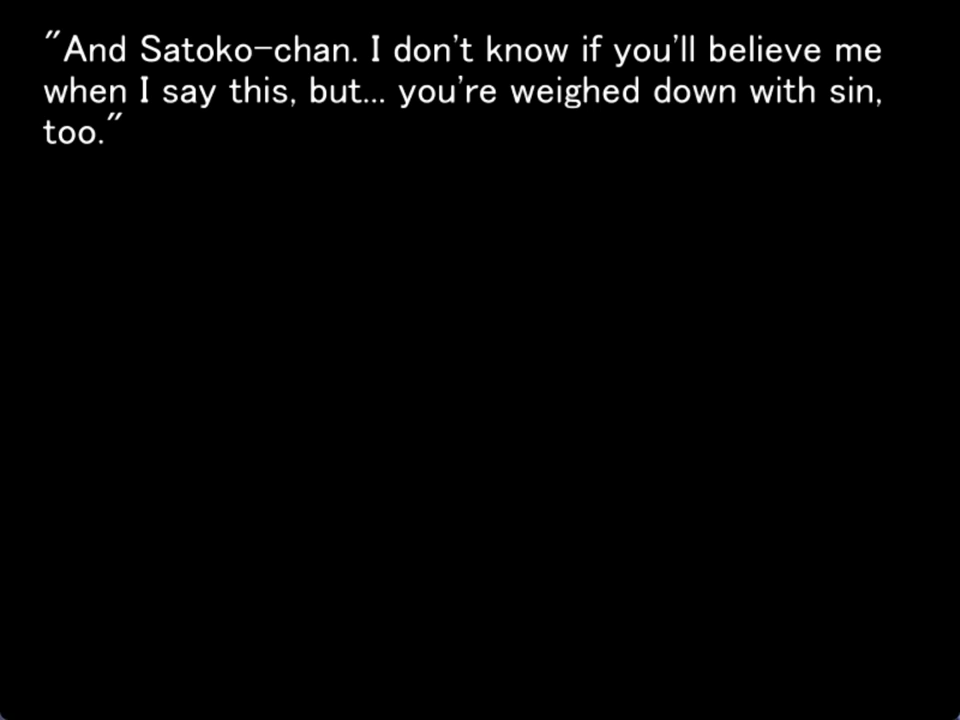 "And Satoko-chan. I don't know if you'll believe me
when I say this, but... you're weighed down with sin,
too."